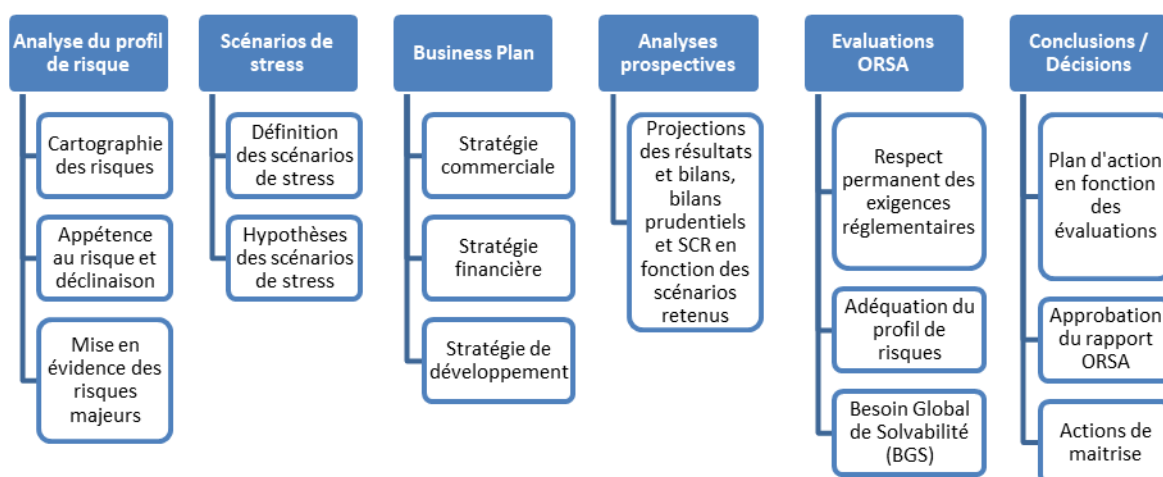 Analyse du profil
de risque
Cartographie
des risques
Appétence
au risque et
déclinaison
Mise en
évidence des
risques
majeurs
Scénarios de
stress
Définition
des scénarios
de stress
Hypothèses
des scénarios
de stress
Business Plan
Stratégie
commerciale
Stratégie
financière
Stratégie de
développement
Analyses
prospectives
Projections
des résultats
et bilans,
bilans
prudentiels
et SCR en
fonction des
scénarios
retenus
Evaluations
ORSA
Respect
permanent des
exigences
réglementaires
Adéquation du
profil de
risques
Besoin Global
de Solvabilité
(BGS)
Conclusions /
Décisions
Plan d'action
en fonction
des
évaluations
Approbation
du rapport
ORSA
Actions de
maitrise